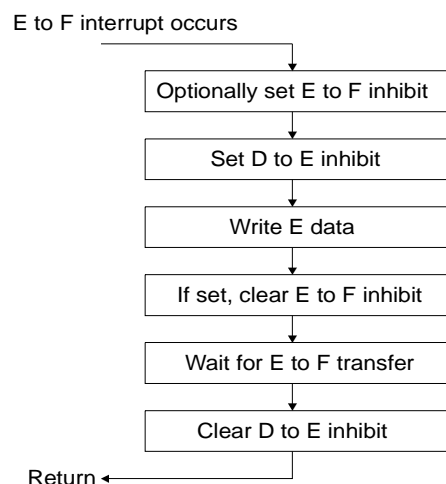 E to F interrupt occurs
Optionally set E to F inhibit
Set D to E inhibit
Write E data
If set, clear E to F inhibit
Wait for E to F transfer
Clear D to E inhibit
Return